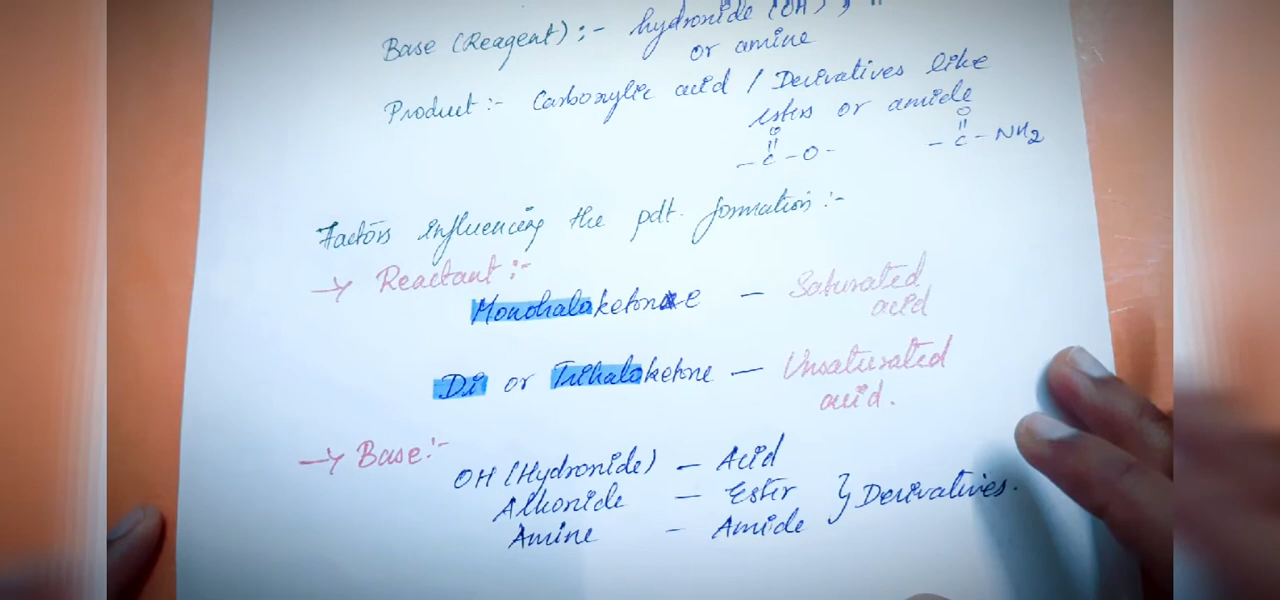 Base (Reagent) :- hydroxide (OH),
or amine
Product :- Carboxylic acid / Derivatives like
esters or amide
O
||
- C - O -
O
||
- C - NH2
Factors influencing the pdt. formation :-
→ Reactant :-
Monohaloketone - Saturated
acid
Di or Trihaloketone - Unsaturated
acid.
→ Base :-
OH (Hydroxide) - Acid
Alkoxide - Ester } Derivatives.
Amine - Amide